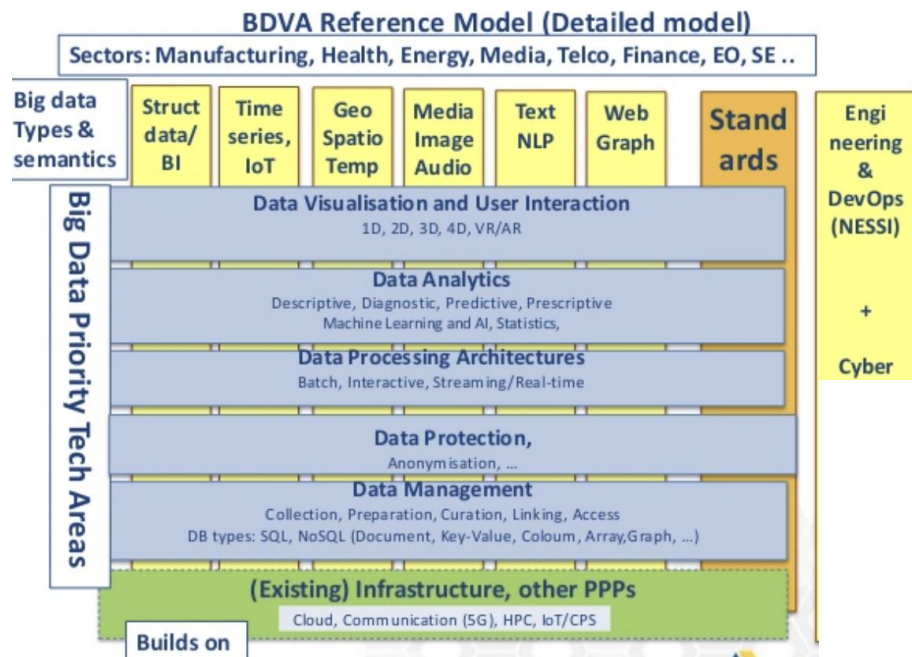 BDVA Reference Model (Detailed model)
Sectors: Manufacturing, Health, Energy, Media, Telco, Finance, EO, SE ..
Big data
Types &
semantics
Struct
data/
BI
Time
series,
IoT
Geo
Spatio
Temp
Media
Image
Audio
Text
NLP
Web
Graph
Stand
ards
Engi
neering
&
DevOps
(NESSI)
+
Cyber
Big Data Priority Tech Areas
Data Visualisation and User Interaction
1D, 2D, 3D, 4D, VR/AR
Data Analytics
Descriptive, Diagnostic, Predictive, Prescriptive
Machine Learning and AI, Statistics,
Data Processing Architectures
Batch, Interactive, Streaming/Real-time
Data Protection,
Anonymisation, ...
Data Management
Collection, Preparation, Curation, Linking, Access
DB types: SQL, NoSQL (Document, Key-Value, Coloum, Array,Graph, ...)
(Existing) Infrastructure, other PPPs
Cloud, Communication (5G), HPC, IoT/CPS
Builds on